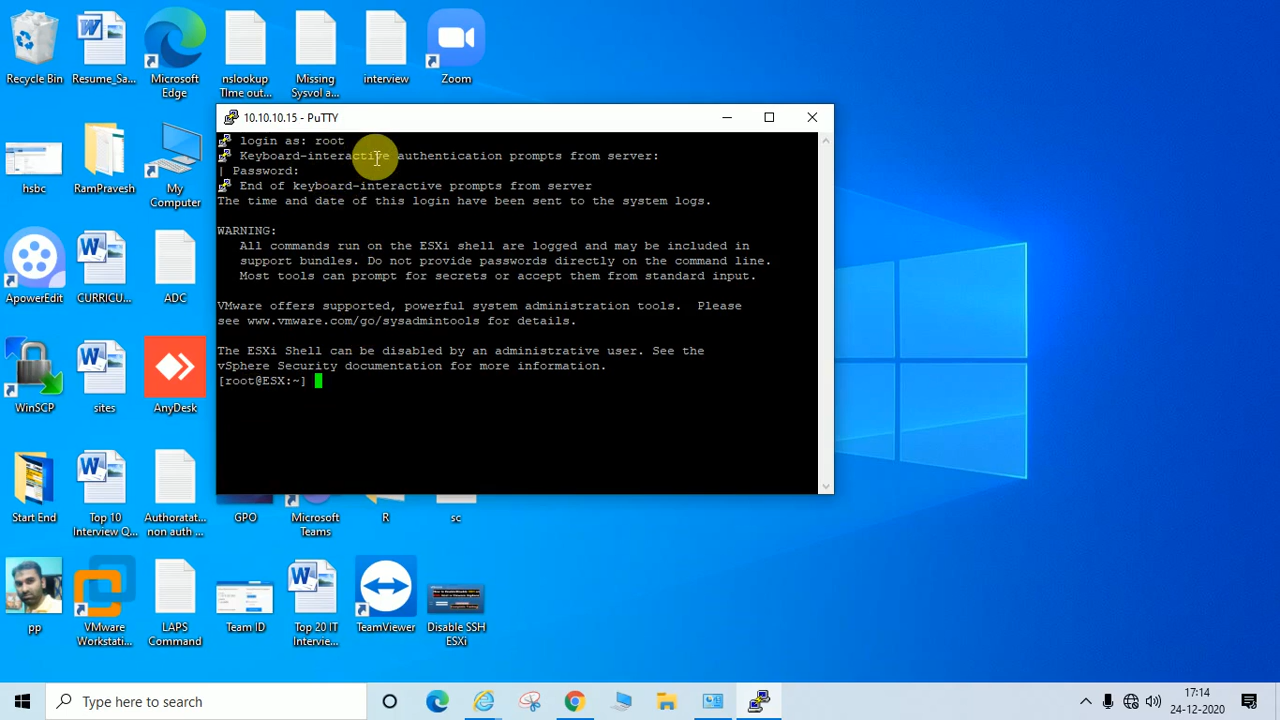 Recycle Bin
Resume_Sa...
Microsoft
Edge
nslookup
TIme out...
Missing
Sysvol a...
interview
Zoom
hsbc
RamPravesh
My
Computer
ApowerEdit
CURRICU...
ADC
WinSCP
sites
AnyDesk
Start End
Top 10
Interview Q...
Authoratat...
non auth ...
GPO
Microsoft
Teams
R
sc
pp
VMware
Workstati...
LAPS
Command
Team ID
Top 20 IT
Intervie...
TeamViewer
Disable SSH
ESXi
10.10.10.15 - PuTTY
login as: root
Keyboard-interactive authentication prompts from server:
| Password:
End of keyboard-interactive prompts from server
The time and date of this login have been sent to the system logs.
WARNING:
All commands run on the ESXi shell are logged and may be included in
support bundles. Do not provide passwords directly on the command line.
Most tools can prompt for secrets or accept them from standard input.
VMware offers supported, powerful system administration tools.  Please
see www.vmware.com/go/sysadmintools for details.
The ESXi Shell can be disabled by an administrative user. See the
vSphere Security documentation for more information.
[root@ESX:~]
Type here to search
17:14
24-12-2020